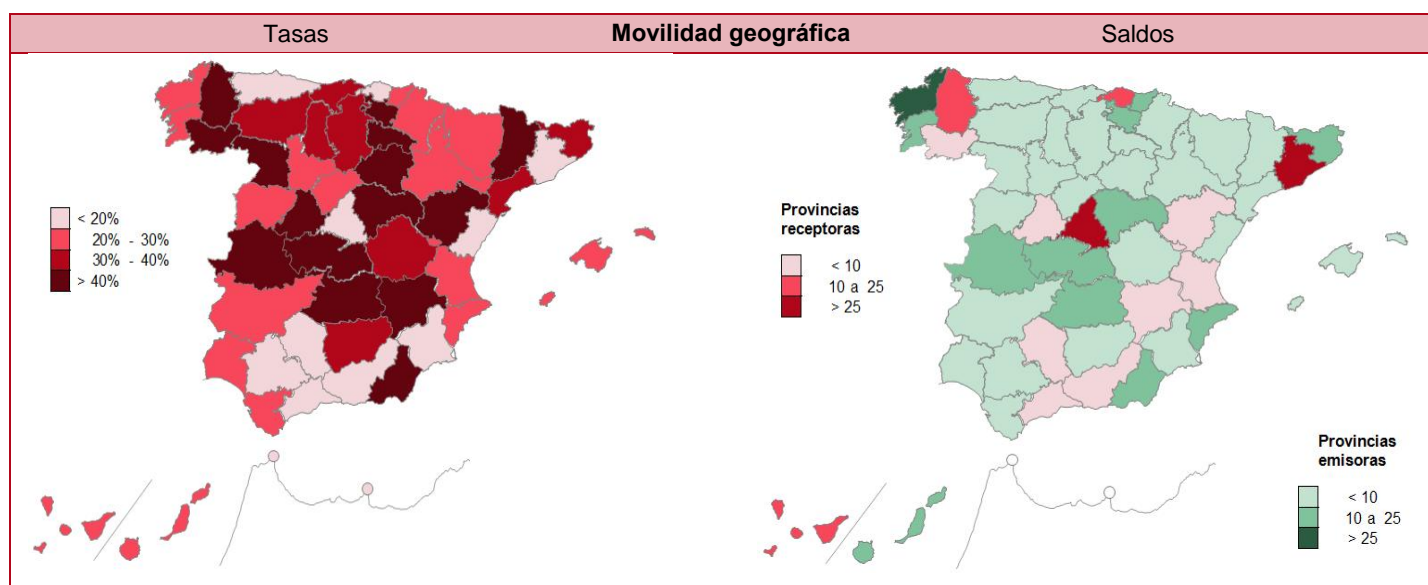 Tasas
Movilidad geográfica
Saldos
< 20%
20% - 30%
30% - 40%
> 40%
Provincias
receptoras
< 10
10 a 25
> 25
Provincias
emisoras
< 10
10 a 25
> 25